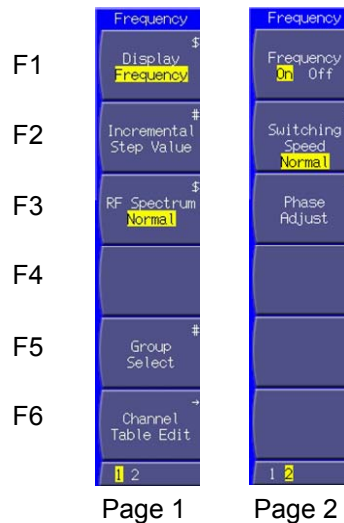 Frequency
F1
$
Display
Frequency
F2
#
Incremental
Step Value
F3
$
RF Spectrum
Normal
F4
F5
#
Group
Select
F6
→
Channel
Table Edit
1 2
Page 1
Frequency
Frequency
On Off
Switching
Speed
Normal
Phase
Adjust
1 2
Page 2